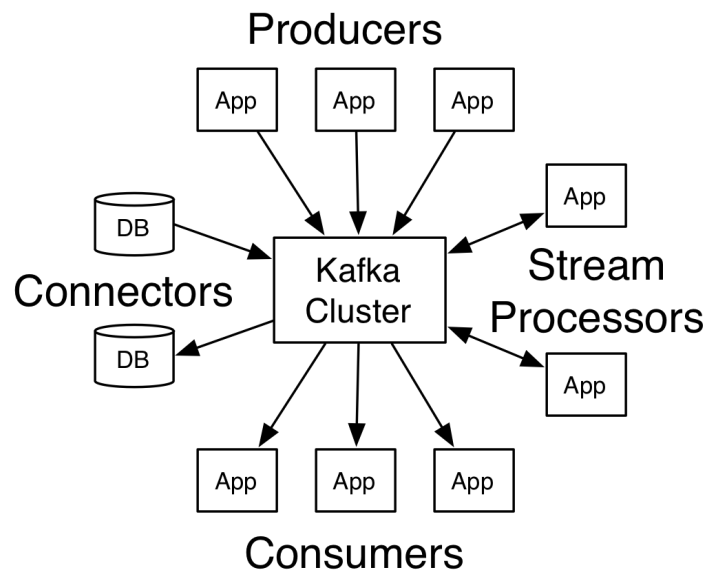 Producers
App
App
App
App
DB
Kafka
Cluster
Stream
Processors
Connectors
DB
App
App
App
App
Consumers